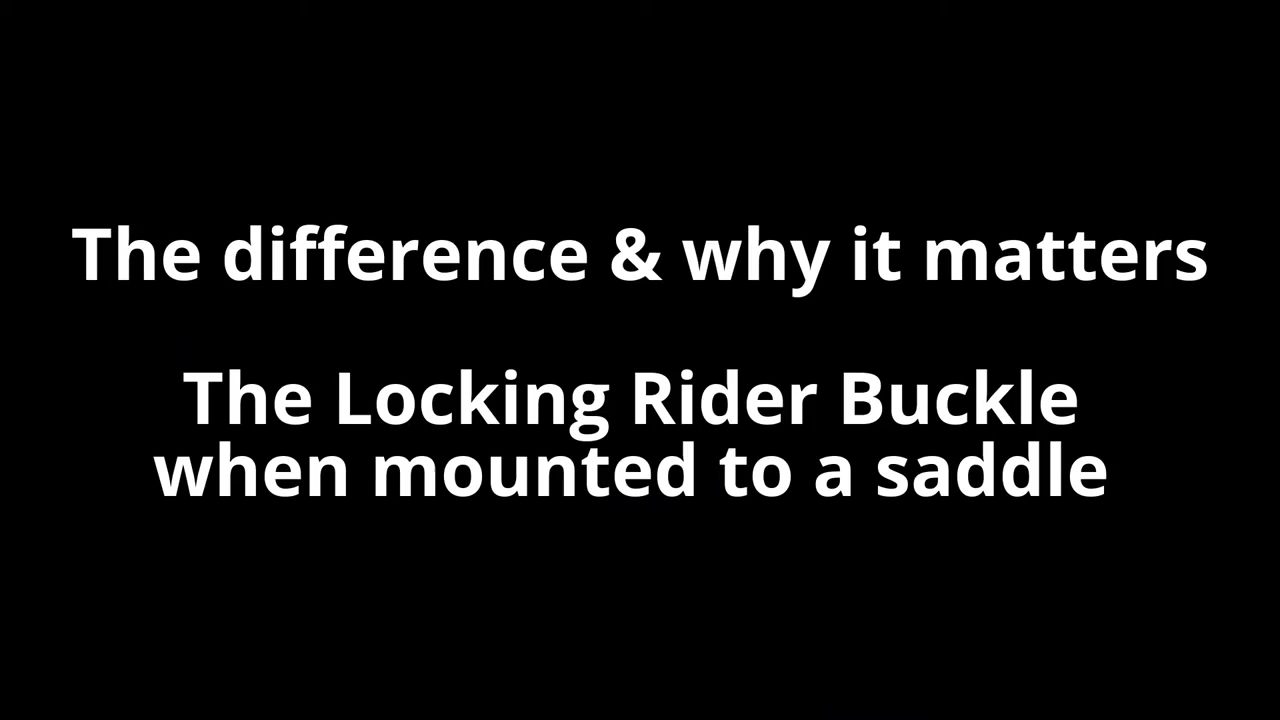 The difference & why it matters
The Locking Rider Buckle
when mounted to a saddle